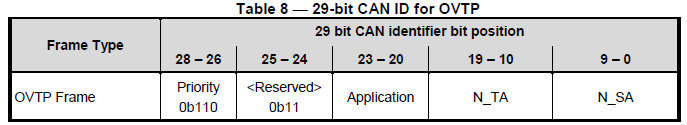 Table 8 — 29-bit CAN ID for OVTP
Frame Type
29 bit CAN identifier bit position
28 – 26
25 – 24
23 – 20
19 – 10
9 – 0
OVTP Frame
Priority
0b110
<Reserved>
0b11
Application
N_TA
N_SA